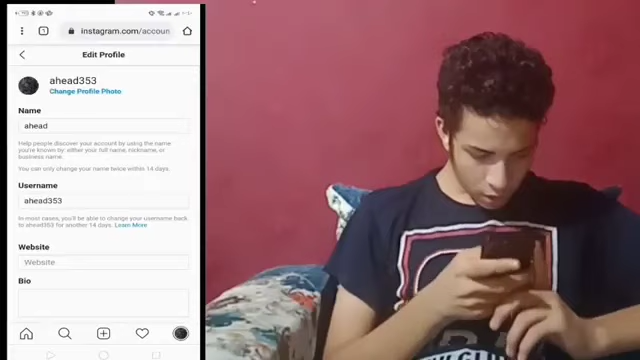 instagram.com/accoun
Edit Profile
ahead353
Change Profile Photo
Name
ahead
Help people discover your account by using the name
you're known by: either your full name, nickname, or
business name.
You can only change your name twice within 14 days.
Username
ahead353
In most cases, you'll be able to change your username back
to ahead353 for another 14 days. Learn More
Website
Website
Bio